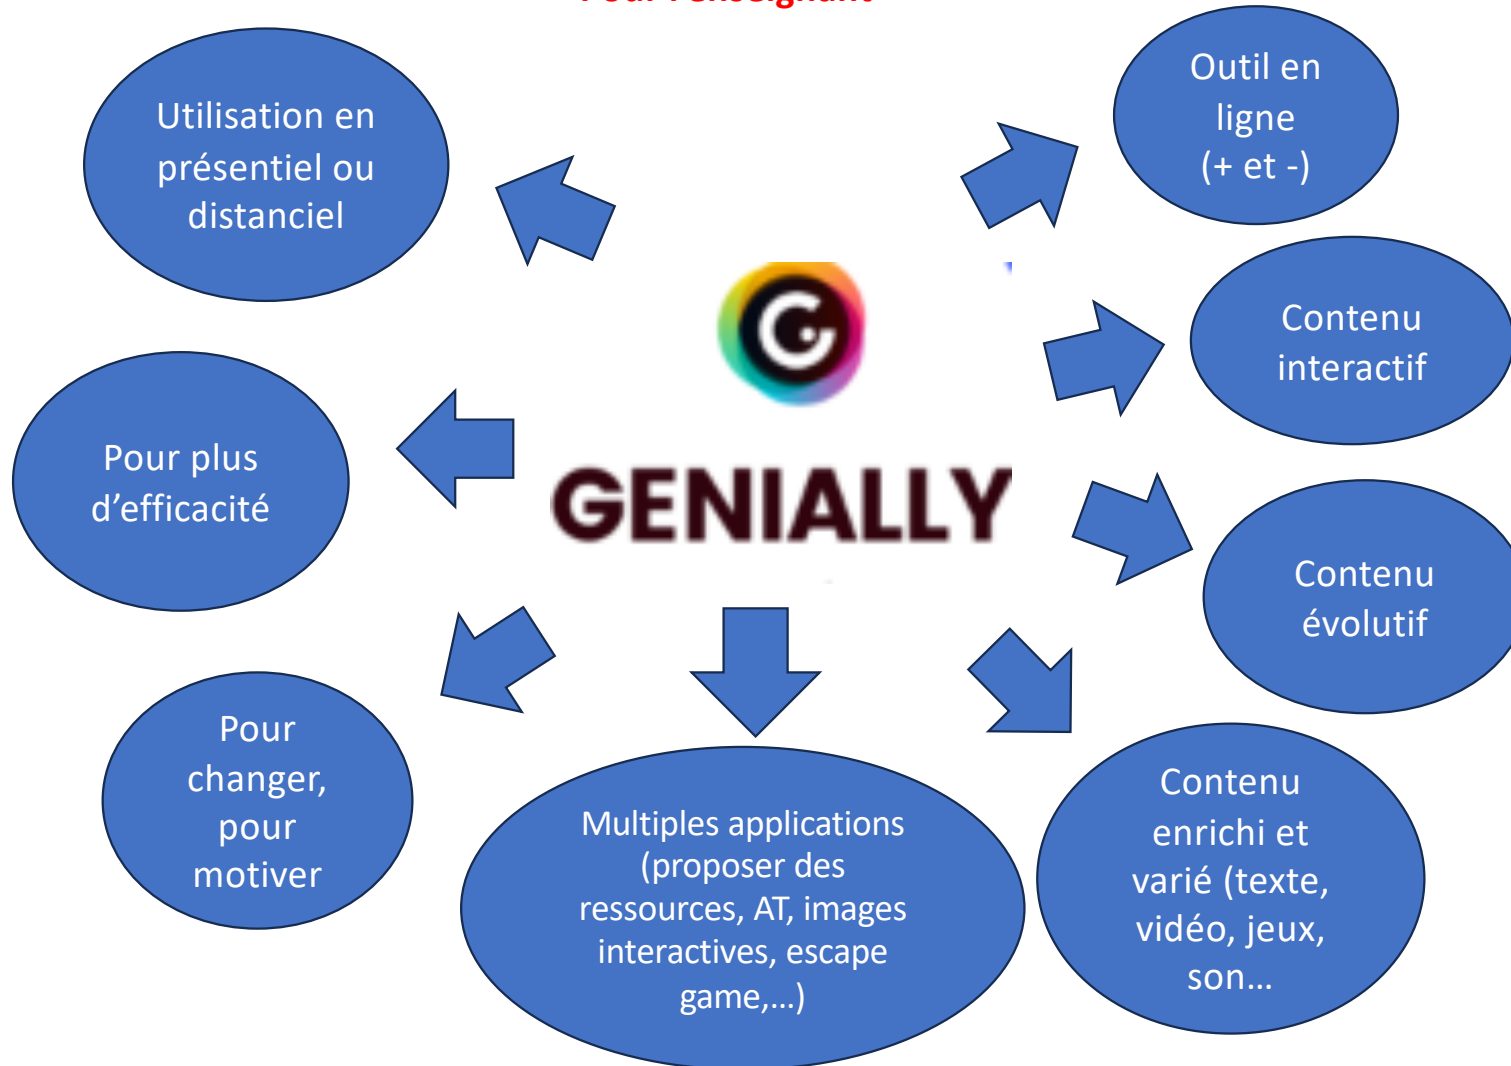 Pour l'enseignant
Utilisation en
présentiel ou
distanciel
Outil en
ligne
(+ et -)
Contenu
interactif
GENIALLY
Pour plus
d’efficacité
Contenu
évolutif
Pour
changer,
pour
motiver
Multiples applications
(proposer des
ressources, AT, images
interactives, escape
game,…)
Contenu
enrichi et
varié (texte,
vidéo, jeux,
son…